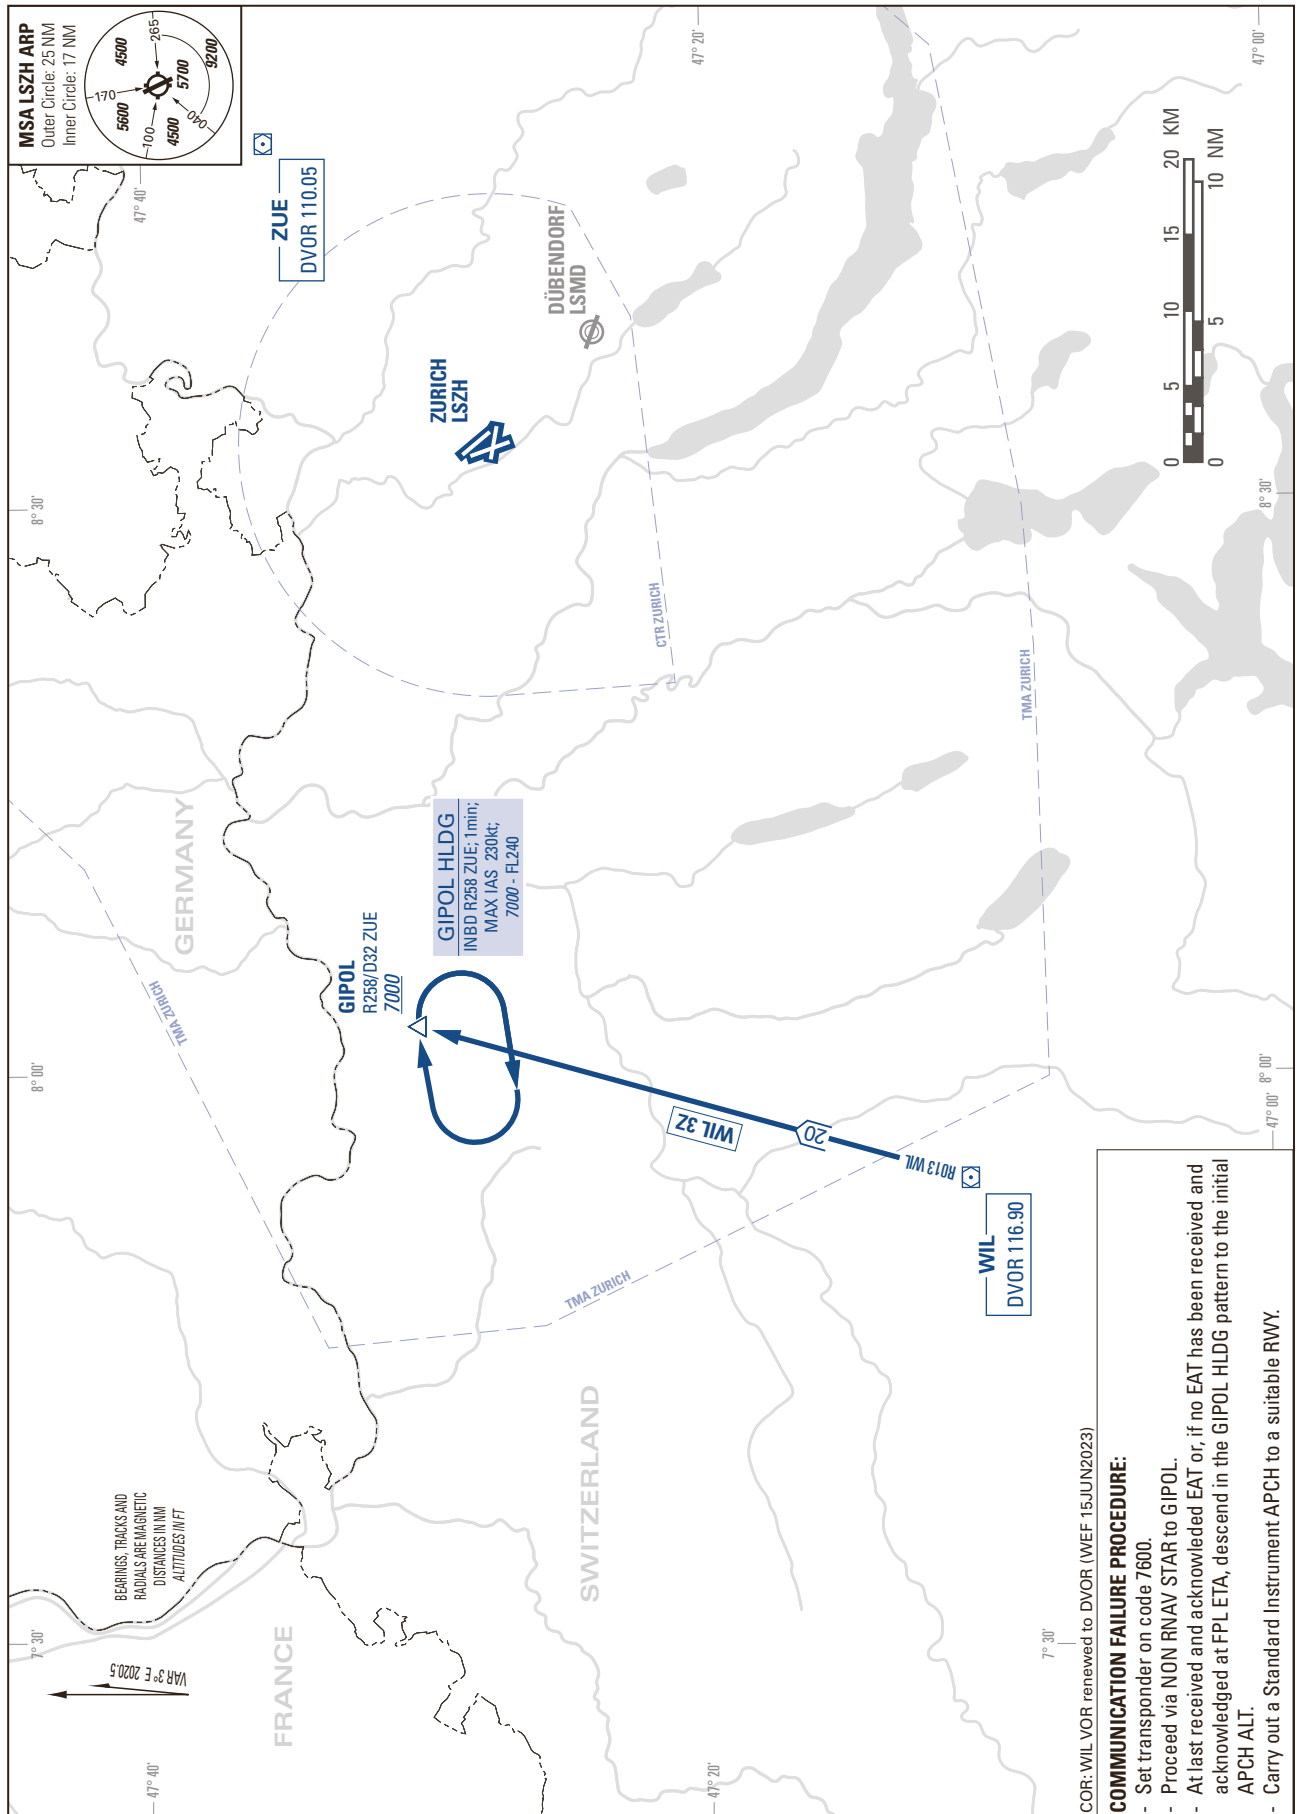 MSA LSZH ARP
Outer Circle: 25 NM
Inner Circle: 17 NM
170
265
100
040
4500
5600
5700
4500
9200
BEARINGS, TRACKS AND
RADIALS ARE MAGNETIC
DISTANCES IN NM
ALTITUDES IN FT
VAR 3° E 2020.5
7° 30'
8° 00'
8° 30'
47° 40'
47° 40'
47° 20'
47° 20'
47° 00'
47° 00'
7° 30'
8° 00'
8° 30'
FRANCE
GERMANY
SWITZERLAND
TMA ZURICH
TMA ZURICH
TMA ZURICH
CTR ZURICH
ZUE
DVOR 110.05
ZURICH
LSZH
DÜBENDORF
LSMD
GIPOL
R258/D32 ZUE
7000
GIPOL HLDG
INBD R258 ZUE; 1min;
MAX IAS 230kt;
7000 - FL240
WIL 3Z
20
R013 WIL
WIL
DVOR 116.90
0 5 10 15 20 KM
0 5 10 NM
COR: WIL VOR renewed to DVOR (WEF 15JUN2023)
COMMUNICATION FAILURE PROCEDURE:
- Set transponder on code 7600.
- Proceed via NON RNAV STAR to GIPOL.
- At last received and acknowleded EAT or, if no EAT has been received and
acknowledged at FPL ETA, descend in the GIPOL HLDG pattern to the initial
APCH ALT.
- Carry out a Standard Instrument APCH to a suitable RWY.